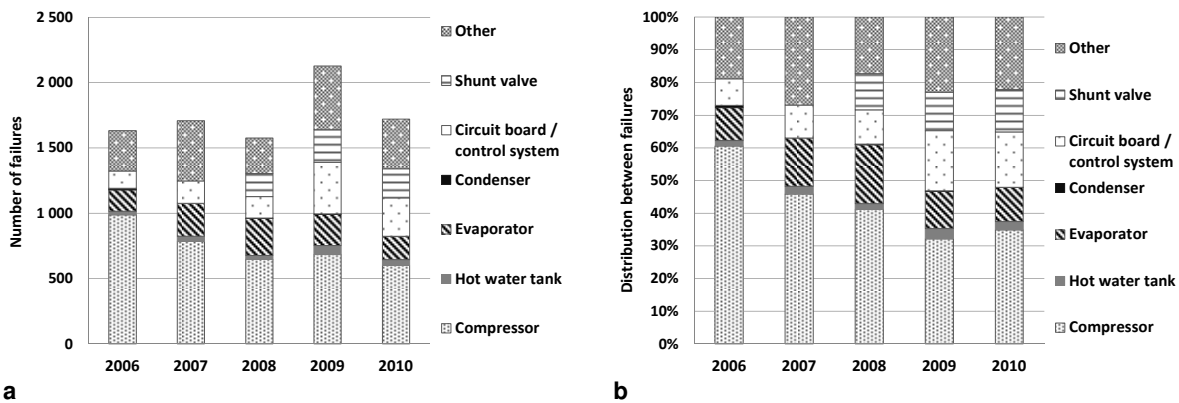 2 500
2 000
1 500
1 000
500
0
Number of failures
2006 2007 2008 2009 2010
Other
Shunt valve
Circuit board /
control system
Condenser
Evaporator
Hot water tank
Compressor
a
100%
90%
80%
70%
60%
50%
40%
30%
20%
10%
0%
Distribution between failures
2006 2007 2008 2009 2010
Other
Shunt valve
Circuit board /
control system
Condenser
Evaporator
Hot water tank
Compressor
b